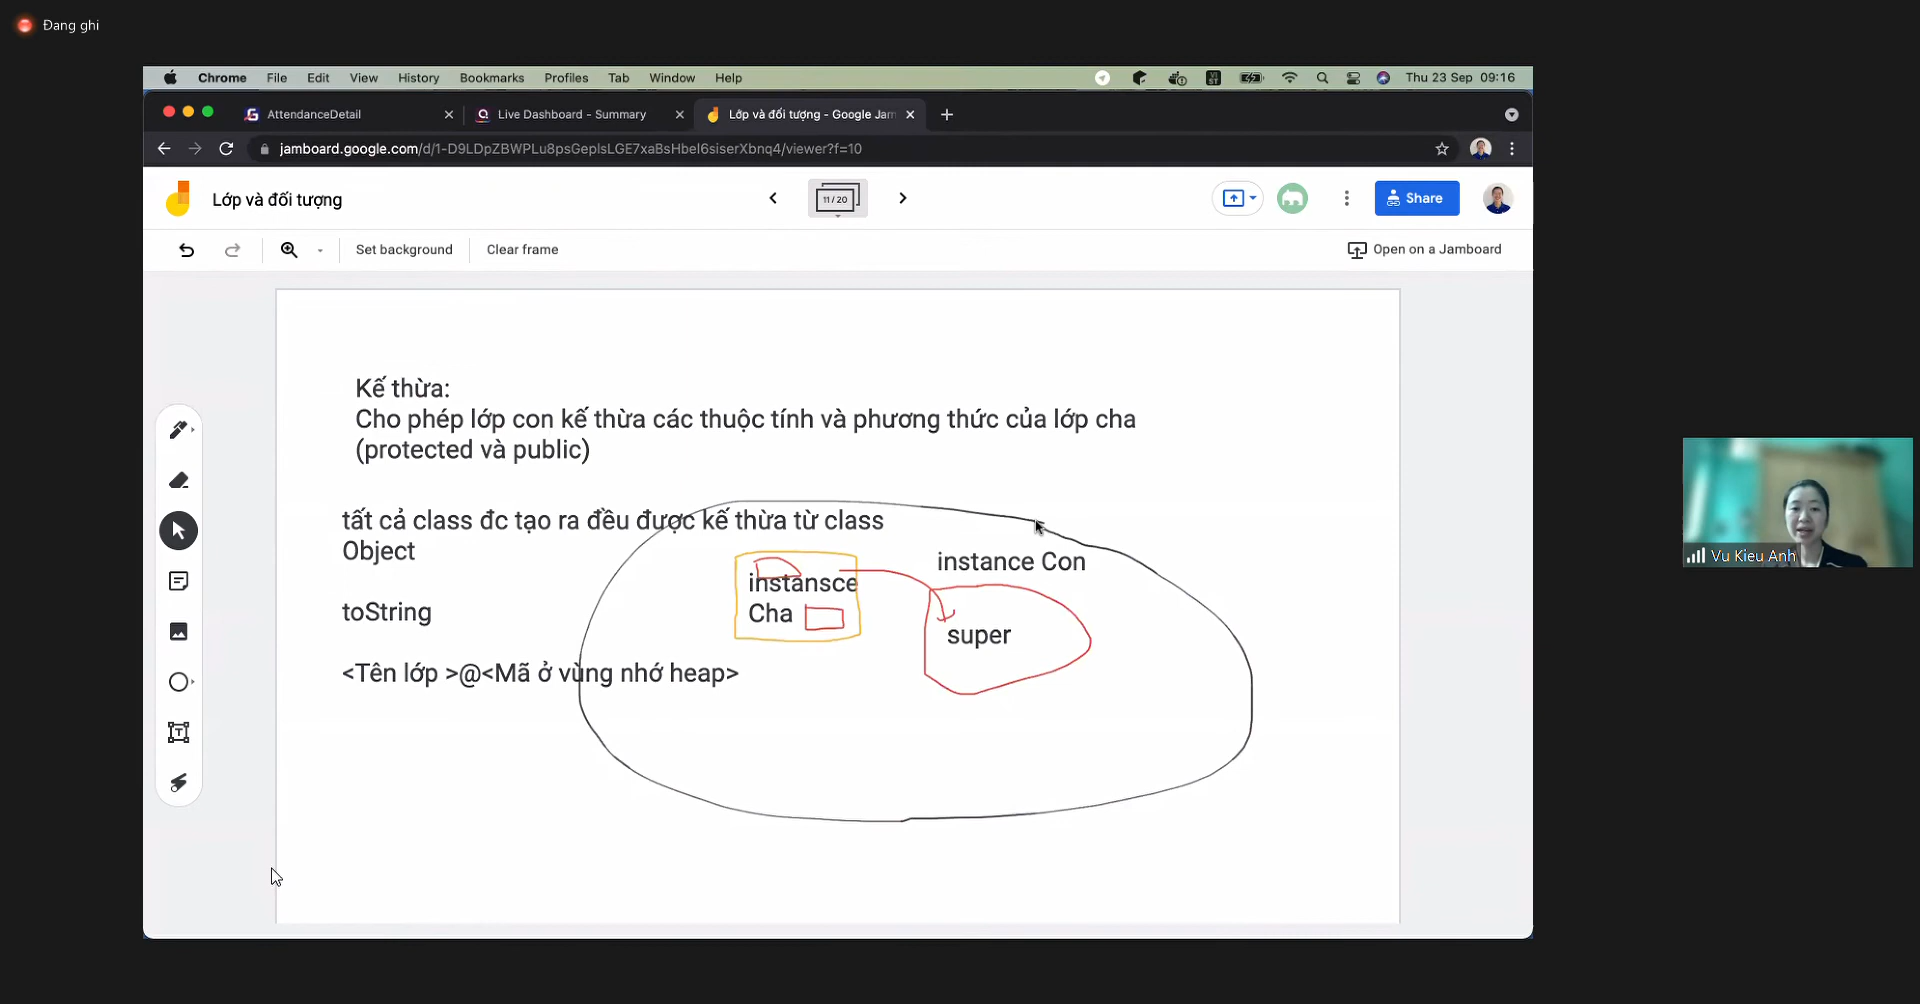 Đang ghi
Chrome File Edit View History Bookmarks Profiles Tab Window Help
Thu 23 Sep 09:16
AttendanceDetail
Live Dashboard - Summary
Lớp và đối tượng - Google Jam
jamboard.google.com/d/1-D9LDpZBWPLu8psGeplsLGE7xaBsHbeI6siserXbnq4/viewer?f=10
Lớp và đối tượng
11 / 20
Share
Set background
Clear frame
Open on a Jamboard
Kế thừa:
Cho phép lớp con kế thừa các thuộc tính và phương thức của lớp cha
(protected và public)
tất cả class đc tạo ra đều được kế thừa từ class
Object
instance Con
instansce
Cha
toString
super
<Tên lớp >@<Mã ở vùng nhớ heap>
Vu Kieu Anh